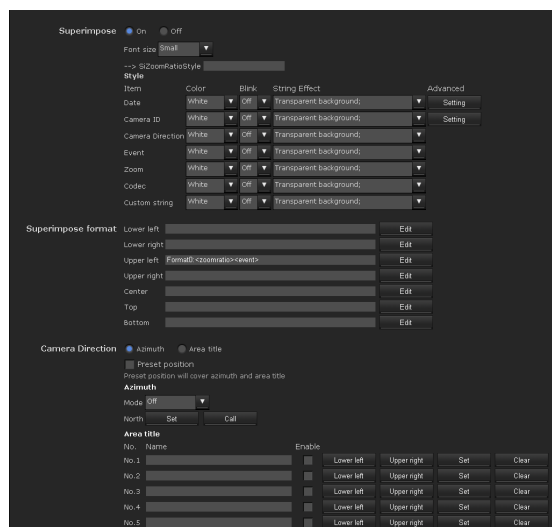 Superimpose On Off
Font size Small
--> SiZoomRatioStyle
Style
Item Color Blink String Effect Advanced
Date White Off Transparent background; Setting
Camera ID White Off Transparent background; Setting
Camera Direction White Off Transparent background;
Event White Off Transparent background;
Zoom White Off Transparent background;
Codec White Off Transparent background;
Custom string White Off Transparent background;
Superimpose format Lower left Edit
Lower right Edit
Upper left Format0:<zoomratio><event> Edit
Upper right Edit
Center Edit
Top Edit
Bottom Edit
Camera Direction Azimuth Area title
Preset position
Preset position will cover azimuth and area title
Azimuth
Mode Off
North Set Call
Area title
No. Name Enable
No.1 Lower left Upper right Set Clear
No.2 Lower left Upper right Set Clear
No.3 Lower left Upper right Set Clear
No.4 Lower left Upper right Set Clear
No.5 Lower left Upper right Set Clear